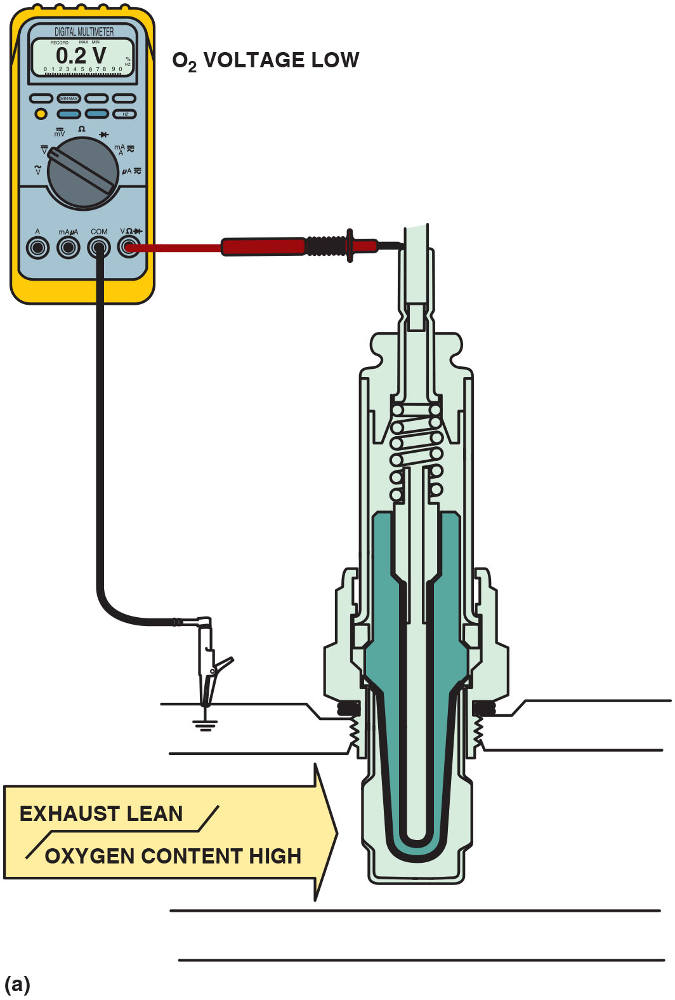 DIGITAL MULTIMETER
RECORD MAX MIN
0.2 V
%
HZ
0 1 2 3 4 5 6 7 8 9 0
O2 VOLTAGE LOW
MIN MAX
HZ
mV Ω
V mA A
V µA
A mAµA COM VΩ
EXHAUST LEAN
OXYGEN CONTENT HIGH
(a)